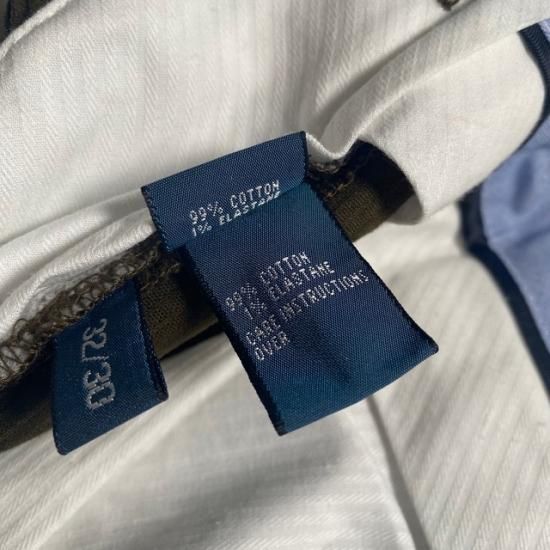 99% COTTON
1% ELASTANE
99% COTTON
1% ELASTANE
CARE INSTRUCTIONS
OVER
32/30